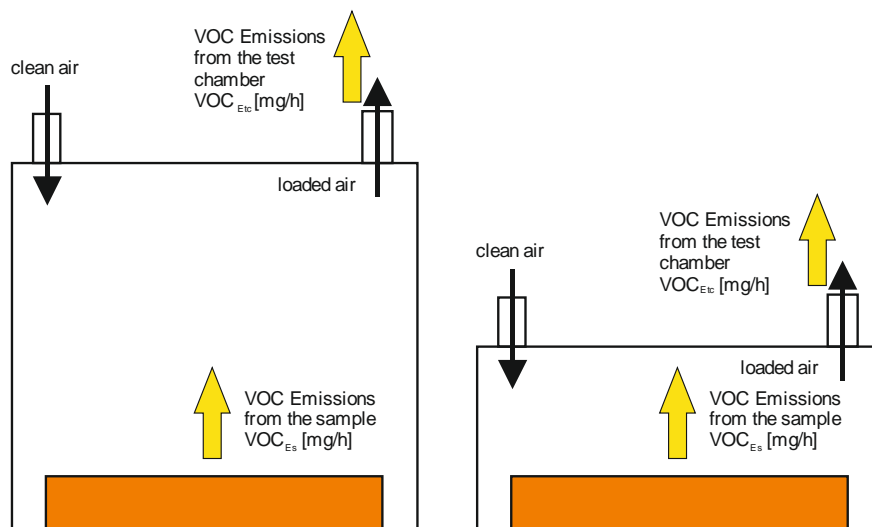 VOC Emissions
from the test
chamber
VOC Etc [mg/h]
clean air
loaded air
VOC Emissions
from the sample
VOC Es [mg/h]
VOC Emissions
from the test
chamber
VOC Etc [mg/h]
clean air
loaded air
VOC Emissions
from the sample
VOC Es [mg/h]